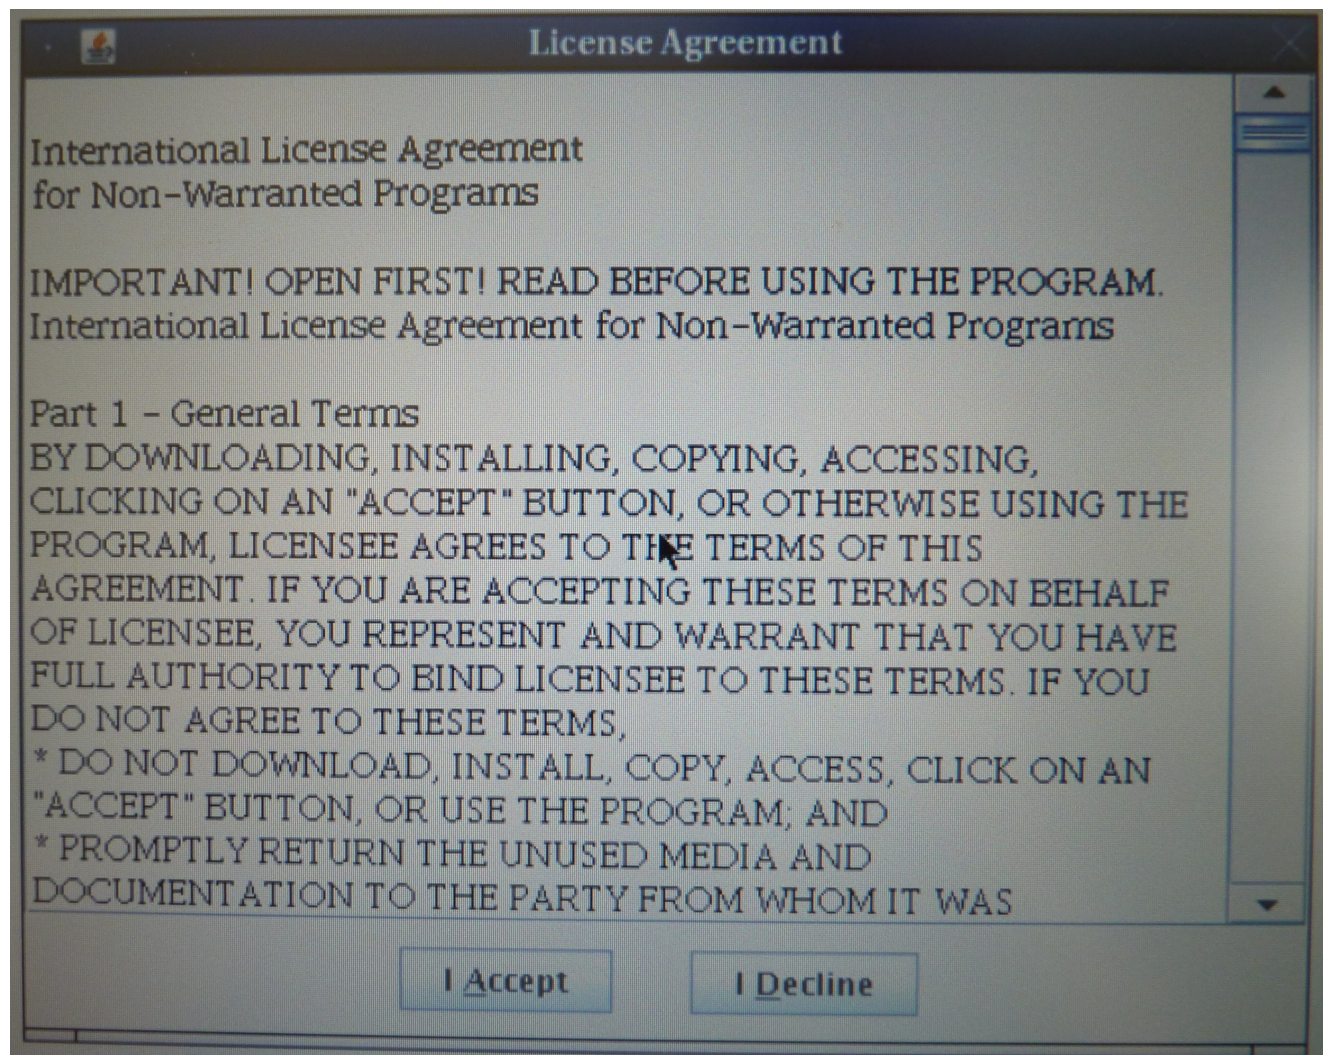 License Agreement
International License Agreement
for Non-Warranted Programs
IMPORTANT! OPEN FIRST! READ BEFORE USING THE PROGRAM.
International License Agreement for Non-Warranted Programs
Part 1 - General Terms
BY DOWNLOADING, INSTALLING, COPYING, ACCESSING,
CLICKING ON AN "ACCEPT" BUTTON, OR OTHERWISE USING THE
PROGRAM, LICENSEE AGREES TO THE TERMS OF THIS
AGREEMENT. IF YOU ARE ACCEPTING THESE TERMS ON BEHALF
OF LICENSEE, YOU REPRESENT AND WARRANT THAT YOU HAVE
FULL AUTHORITY TO BIND LICENSEE TO THESE TERMS. IF YOU
DO NOT AGREE TO THESE TERMS,
* DO NOT DOWNLOAD, INSTALL, COPY, ACCESS, CLICK ON AN
"ACCEPT" BUTTON, OR USE THE PROGRAM; AND
* PROMPTLY RETURN THE UNUSED MEDIA AND
DOCUMENTATION TO THE PARTY FROM WHOM IT WAS
I Accept
I Decline